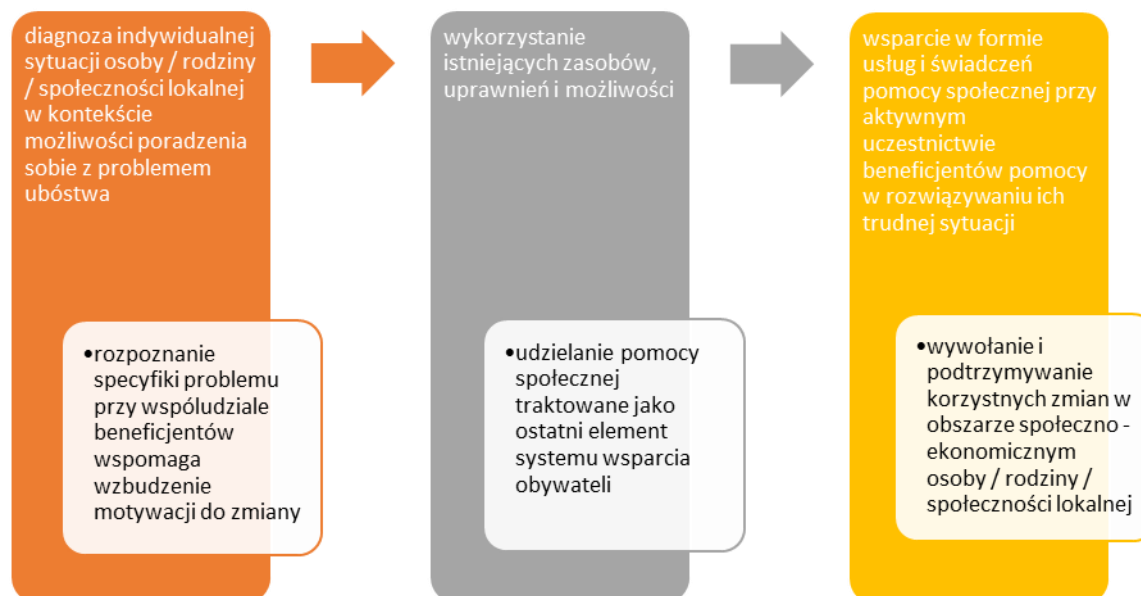 diagnoza indywidualnej
sytuacji osoby / rodziny
/ społeczności lokalnej
w kontekście
możliwości poradzenia
sobie z problemem
ubóstwa
•rozpoznanie
specyfiki problemu
przy wspóludziale
beneficjentów
wspomaga
wzbudzenie
motywacji do zmiany
wykorzystanie
istniejących zasobów,
uprawnień i możliwości
•udzielanie pomocy
społecznej
traktowane jako
ostatni element
systemu wsparcia
obywateli
wsparcie w formie
usług i świadczeń
pomocy społecznej przy
aktywnym
uczestnictwie
beneficjentów pomocy
w rozwiązywaniu ich
trudnej sytuacji
•wywołanie i
podtrzymywanie
korzystnych zmian w
obszarze społeczno -
ekonomicznym
osoby / rodziny /
społeczności lokalnej